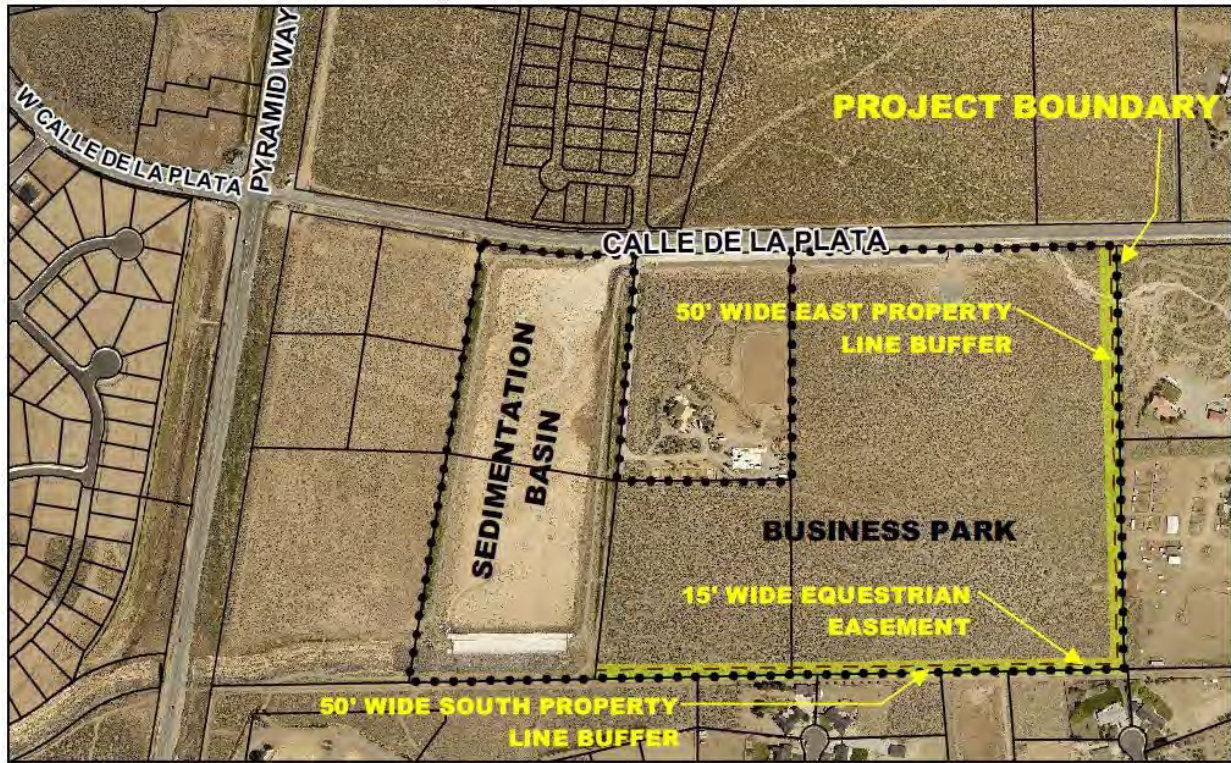 PYRAMID WAY
W CALLE DE LA PLATA
PROJECT BOUNDARY
CALLE DE LA PLATA
50' WIDE EAST PROPERTY
LINE BUFFER
SEDIMENTATION
BASIN
BUSINESS PARK
15' WIDE EQUESTRIAN
EASEMENT
50' WIDE SOUTH PROPERTY
LINE BUFFER